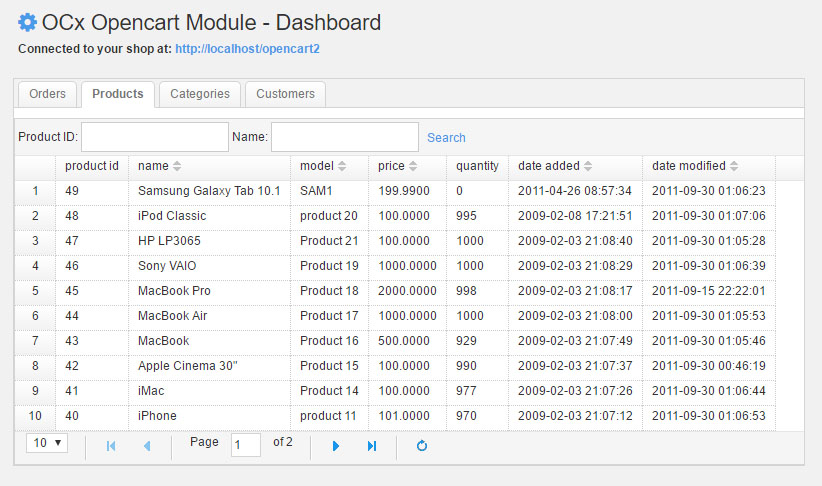 OCx Opencart Module - Dashboard
Connected to your shop at: http://localhost/opencart2
Orders Products Categories Customers
Product ID: Name: Search
product id name model price quantity date added date modified
1 49 Samsung Galaxy Tab 10.1 SAM1 199.9900 0 2011-04-26 08:57:34 2011-09-30 01:06:23
2 48 iPod Classic product 20 100.0000 995 2009-02-08 17:21:51 2011-09-30 01:07:06
3 47 HP LP3065 Product 21 100.0000 1000 2009-02-03 21:08:40 2011-09-30 01:05:28
4 46 Sony VAIO Product 19 1000.0000 1000 2009-02-03 21:08:29 2011-09-30 01:06:39
5 45 MacBook Pro Product 18 2000.0000 998 2009-02-03 21:08:17 2011-09-15 22:22:01
6 44 MacBook Air Product 17 1000.0000 1000 2009-02-03 21:08:00 2011-09-30 01:05:53
7 43 MacBook Product 16 500.0000 929 2009-02-03 21:07:49 2011-09-30 01:05:46
8 42 Apple Cinema 30" Product 15 100.0000 990 2009-02-03 21:07:37 2011-09-30 00:46:19
9 41 iMac Product 14 100.0000 977 2009-02-03 21:07:26 2011-09-30 01:06:44
10 40 iPhone product 11 101.0000 970 2009-02-03 21:07:12 2011-09-30 01:06:53
10 Page 1 of 2